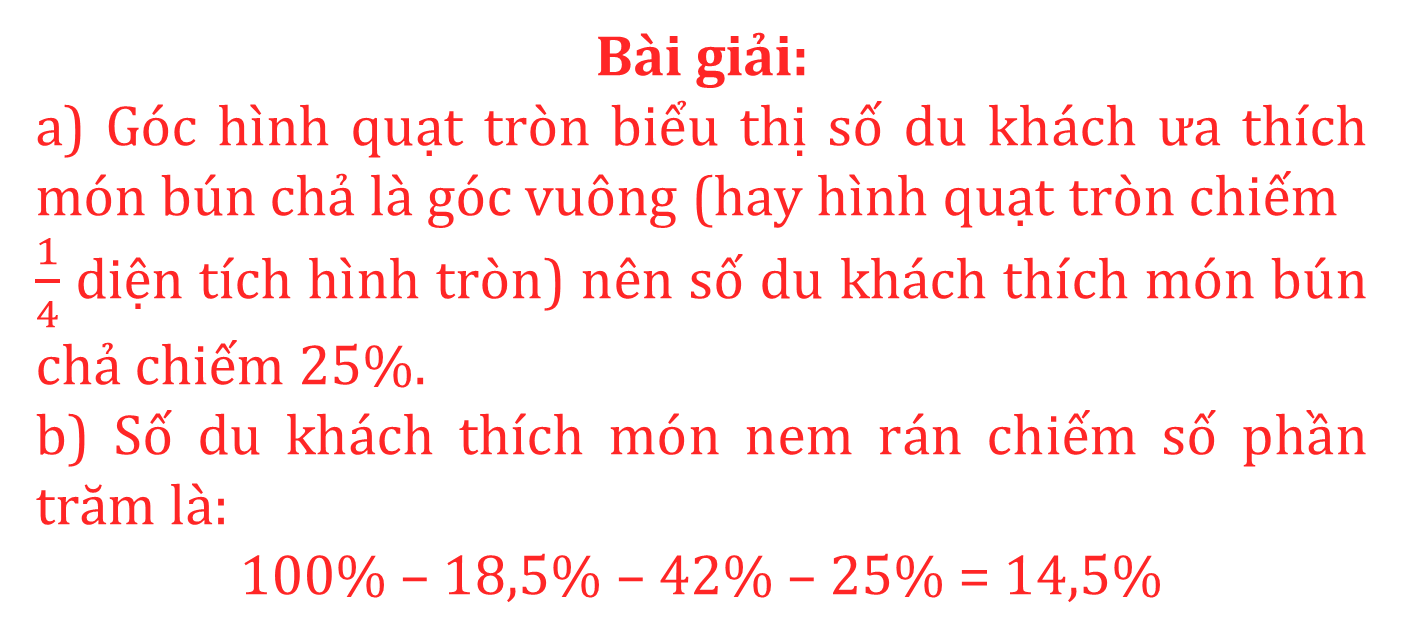 Bài giải:
a) Góc hình quạt tròn biểu thị số du khách ưa thích
món bún chả là góc vuông (hay hình quạt tròn chiếm
1/4 diện tích hình tròn) nên số du khách thích món bún
chả chiếm 25%.
b) Số du khách thích món nem rán chiếm số phần
trăm là:
100% – 18,5% – 42% – 25% = 14,5%